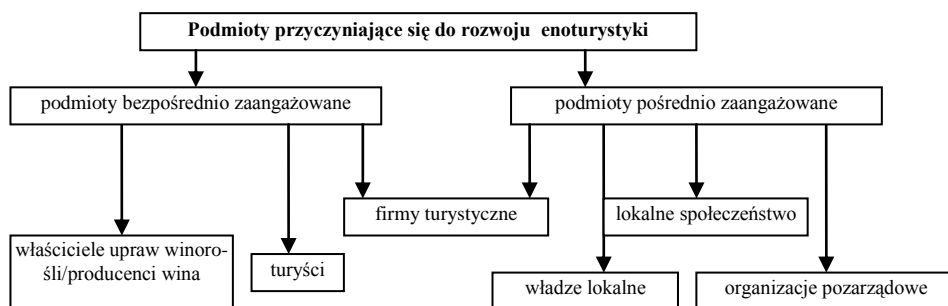 Podmioty przyczyniające się do rozwoju enoturystyki
podmioty bezpośrednio zaangażowane
podmioty pośrednio zaangażowane
firmy turystyczne
lokalne społeczeństwo
właściciele upraw winoro-
śli/producenci wina
turyści
władze lokalne
organizacje pozarządowe